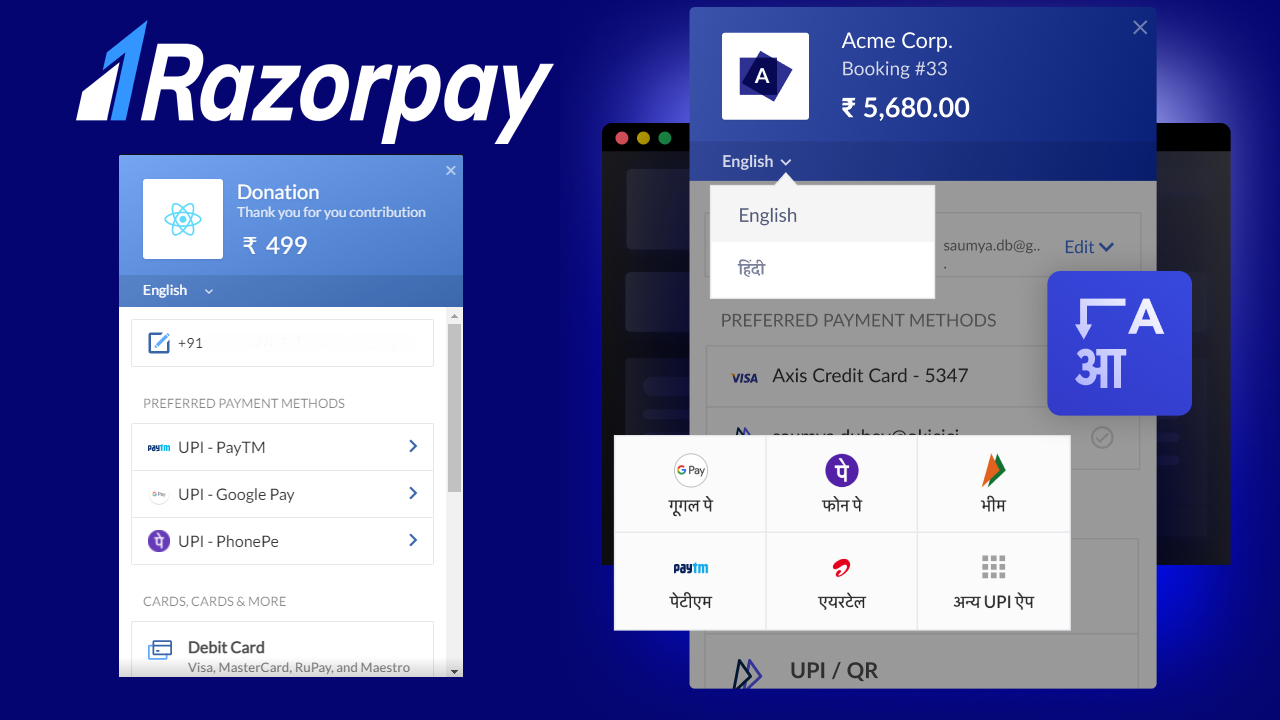 Razorpay
Donation
Thank you for you contribution
₹ 499
English
+91
PREFERRED PAYMENT METHODS
paytm UPI - PayTM
G Pay UPI - Google Pay
पे UPI - PhonePe
CARDS, CARDS & MORE
Debit Card
Visa, MasterCard, RuPay, and Maestro
A
Acme Corp.
Booking #33
₹ 5,680.00
English
English
हिंदी
saumya.db@g..
.
Edit
A
आ
PREFERRED PAYMENT METHODS
VISA Axis Credit Card - 5347
G Pay
गूगल पे
पे
फोन पे
भीम
paytm
पेटीएम
एयरटेल
अन्य UPI ऐप
UPI / QR